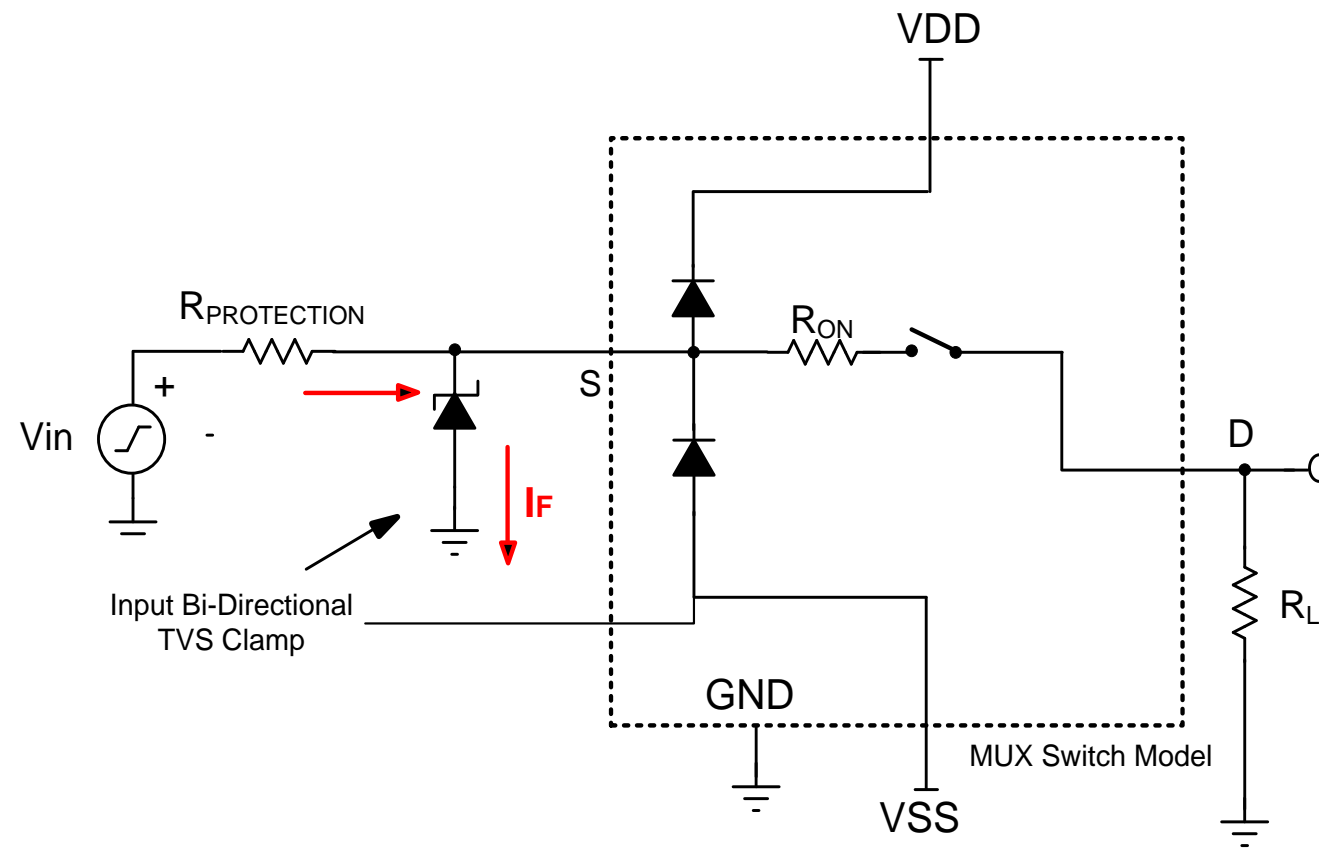 VDD
RPROTECTION
RON
S
+
Vin
-
D
IF
Input Bi-Directional
TVS Clamp
RL
GND
MUX Switch Model
VSS